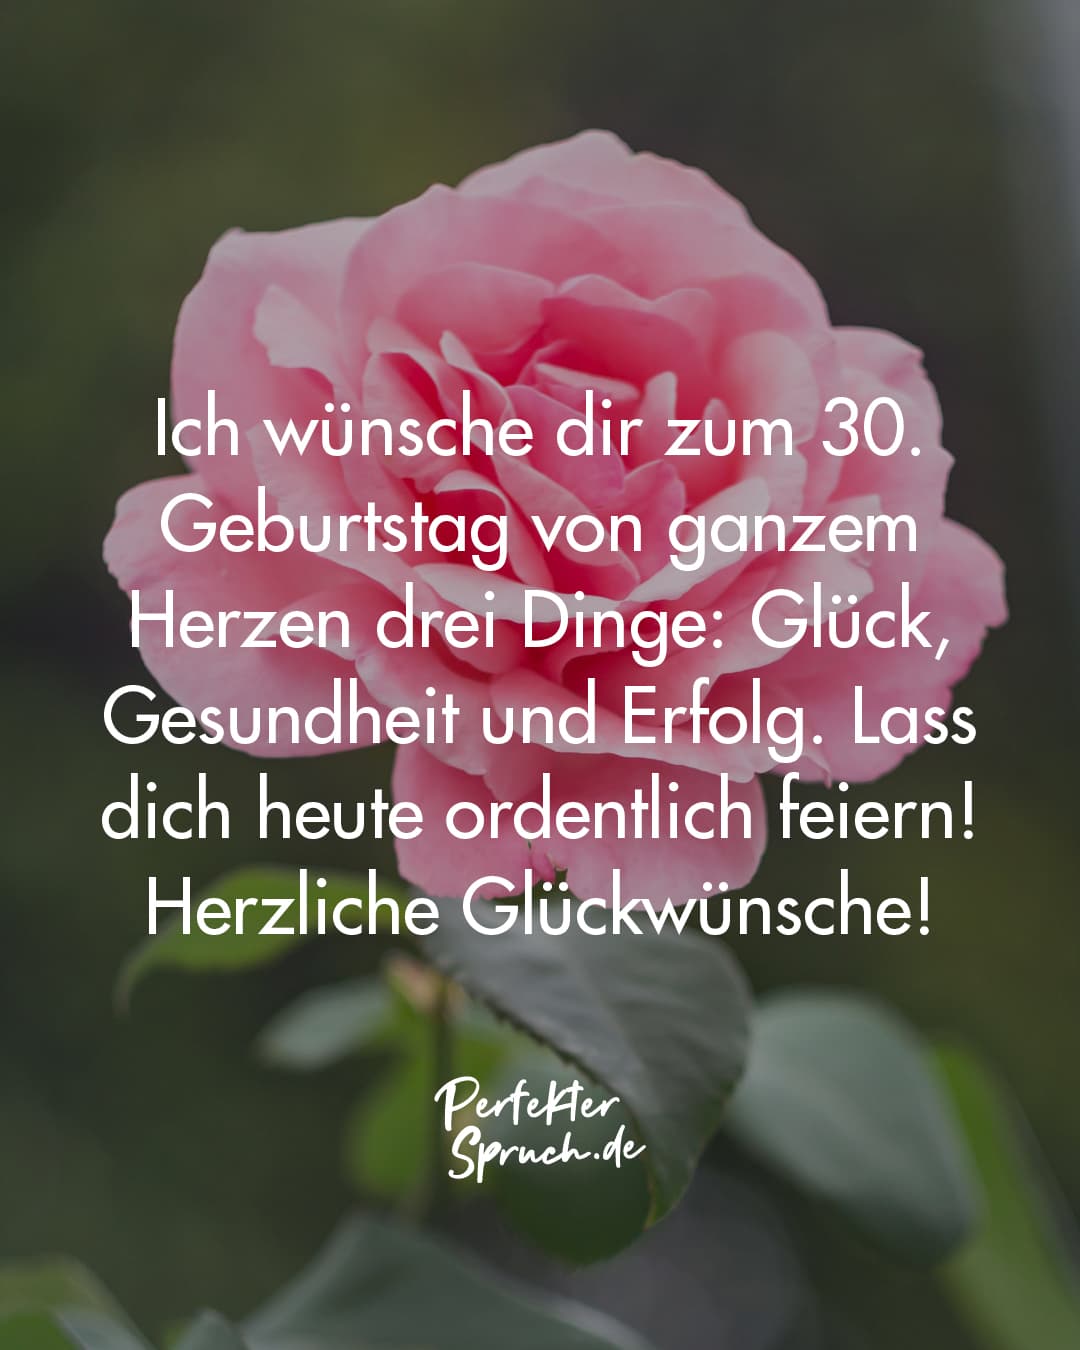 Ich wünsche dir zum 30.
Geburtstag von ganzem
Herzen drei Dinge: Glück,
Gesundheit und Erfolg. Lass
dich heute ordentlich feiern!
Herzliche Glückwünsche!
Perfekter
Spruch.de